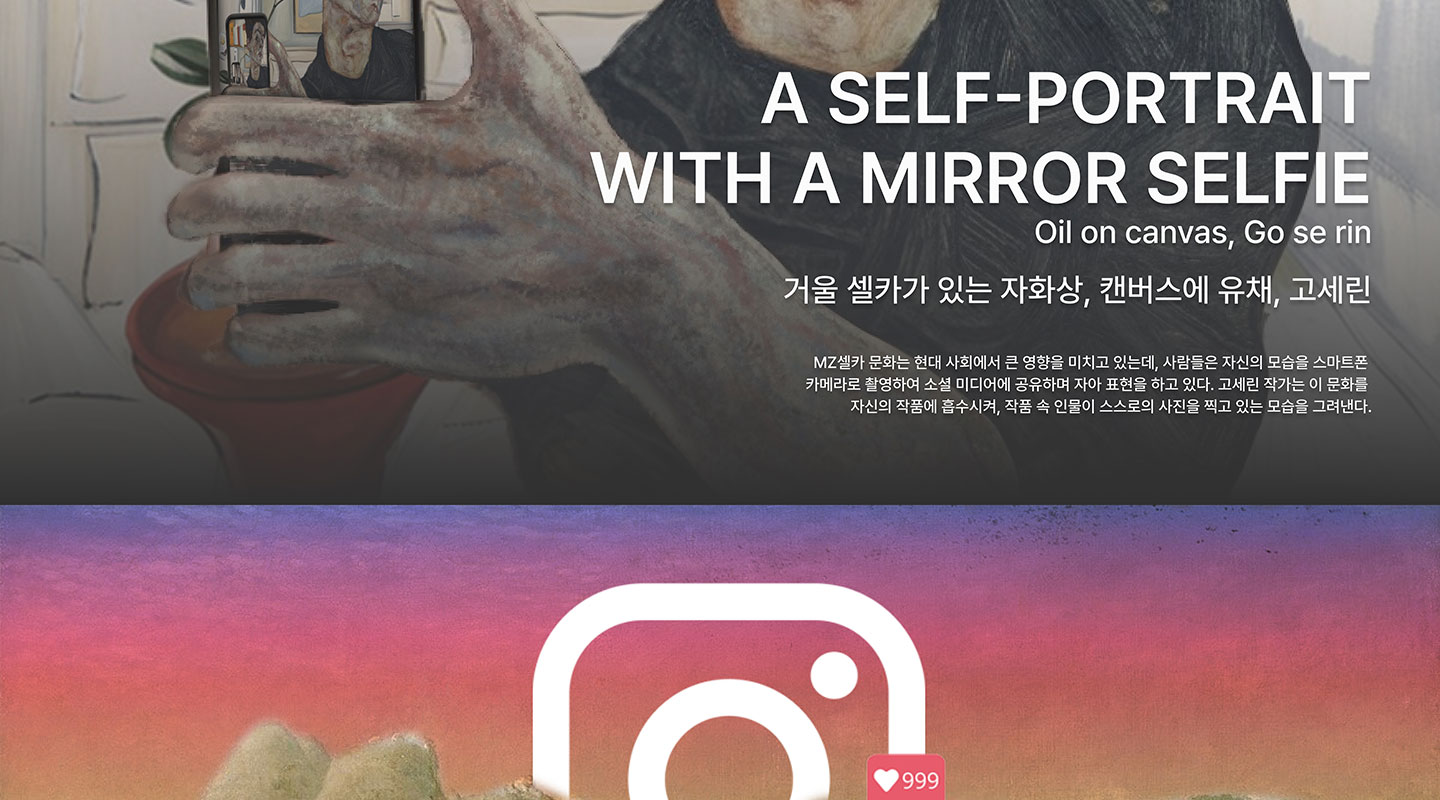 A SELF-PORTRAIT
WITH A MIRROR SELFIE
Oil on canvas, Go se rin
거울 셀카가 있는 자화상, 캔버스에 유채, 고세린
MZ셀카 문화는 현대 사회에서 큰 영향을 미치고 있는데, 사람들은 자신의 모습을 스마트폰
카메라로 촬영하여 소셜 미디어에 공유하며 자아 표현을 하고 있다. 고세린 작가는 이 문화를
자신의 작품에 흡수시켜, 작품 속 인물이 스스로의 사진을 찍고 있는 모습을 그려낸다.
999